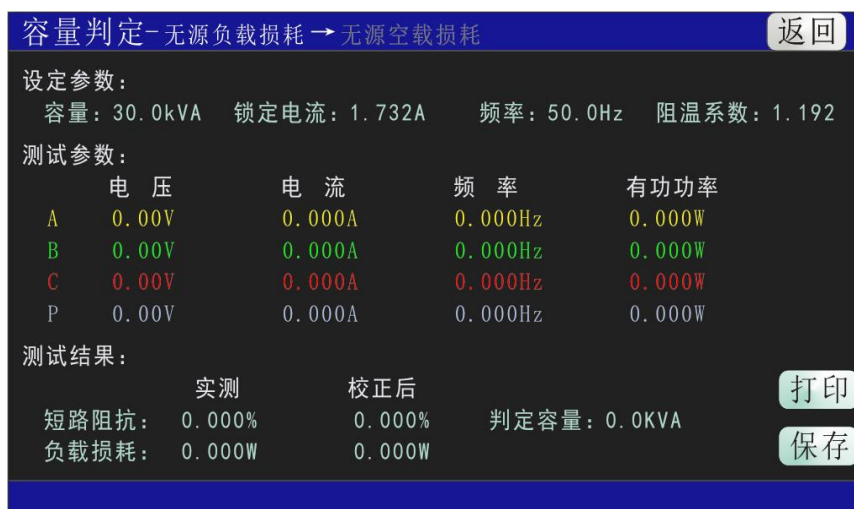 容量判定-无源负载损耗→无源空载损耗 返回
设定参数:
容量: 30.0kVA 锁定电流: 1.732A 频率: 50.0Hz 阻温系数: 1.192
测试参数:
电 压 电 流 频 率 有功功率
A 0.00V 0.000A 0.000Hz 0.000W
B 0.00V 0.000A 0.000Hz 0.000W
C 0.00V 0.000A 0.000Hz 0.000W
P 0.00V 0.000A 0.000Hz 0.000W
测试结果:
实测 校正后 打印
短路阻抗: 0.000% 0.000% 判定容量: 0.0KVA
负载损耗: 0.000W 0.000W 保存